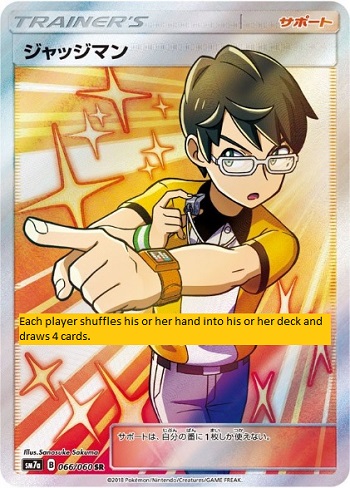 TRAINER'S
サポート
ジャッジマン
Each player shuffles his or her hand into his or her deck and
draws 4 cards.
Illus.Sanosuke Sakuma
サポートは、自分の番に1枚しか使えない。
sm7a B 066/060 SR
©2018 Pokémon/Nintendo/Creatures/GAME FREAK.